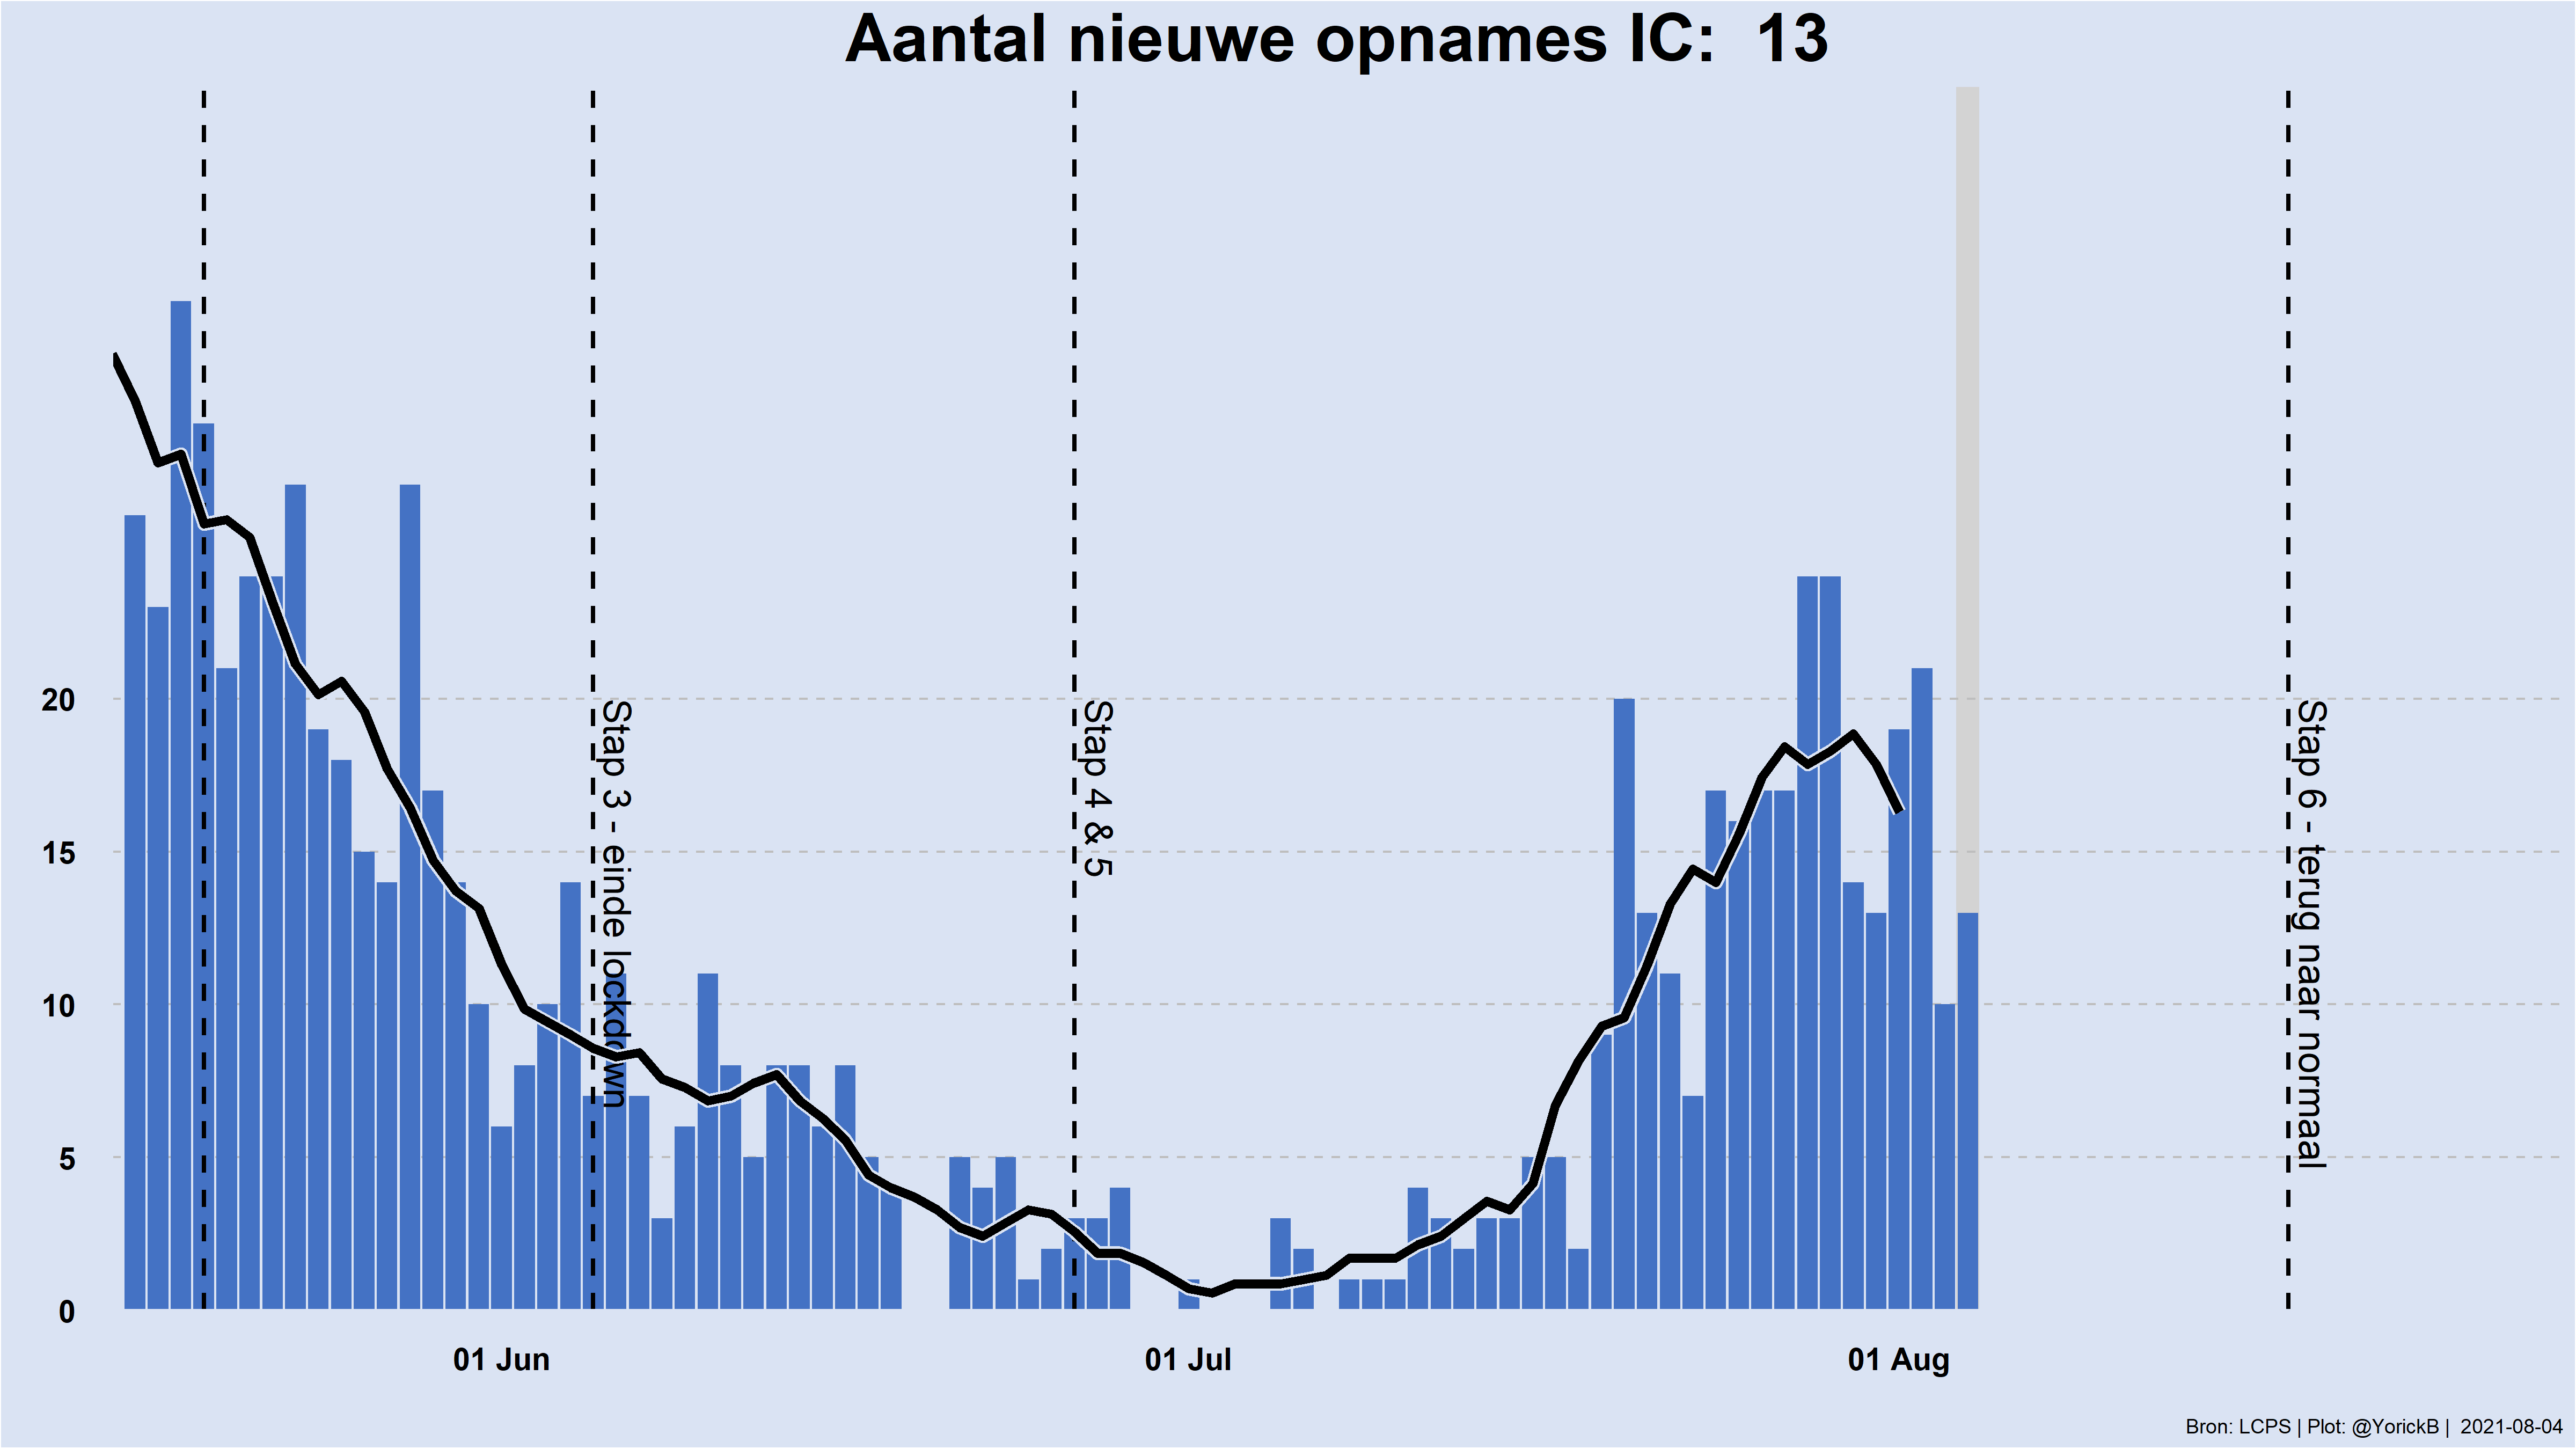 Aantal nieuwe opnames IC:  13
20
15
10
5
0
Stap 3 - einde lockdown
Stap 4 & 5
Stap 6 - terug naar normaal
01 Jun
01 Jul
01 Aug
Bron: LCPS | Plot: @YorickB |  2021-08-04